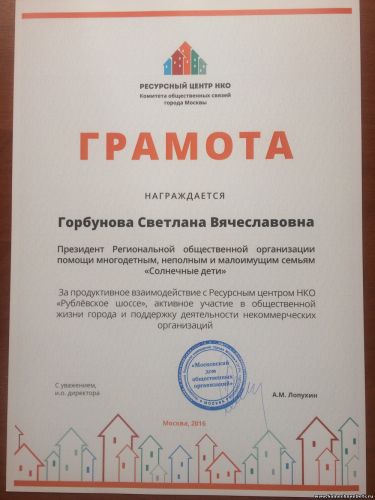 РЕСУРСНЫЙ ЦЕНТР НКО
Комитета общественных связей
города Москвы
ГРАМОТА
НАГРАЖДАЕТСЯ
Горбунова Светлана Вячеславовна
Президент Региональной общественной организации
помощи многодетным, неполным и малоимущим семьям
«Солнечные дети»
За продуктивное взаимодействие с Ресурсным центром НКО
«Рублёвское шоссе», активное участие в общественной
жизни города и поддержку деятельности некоммерческих
организаций
«Московский
дом
общественных
организаций»
С уважением,
и.о. директора
А.М. Лопухин
Москва, 2016